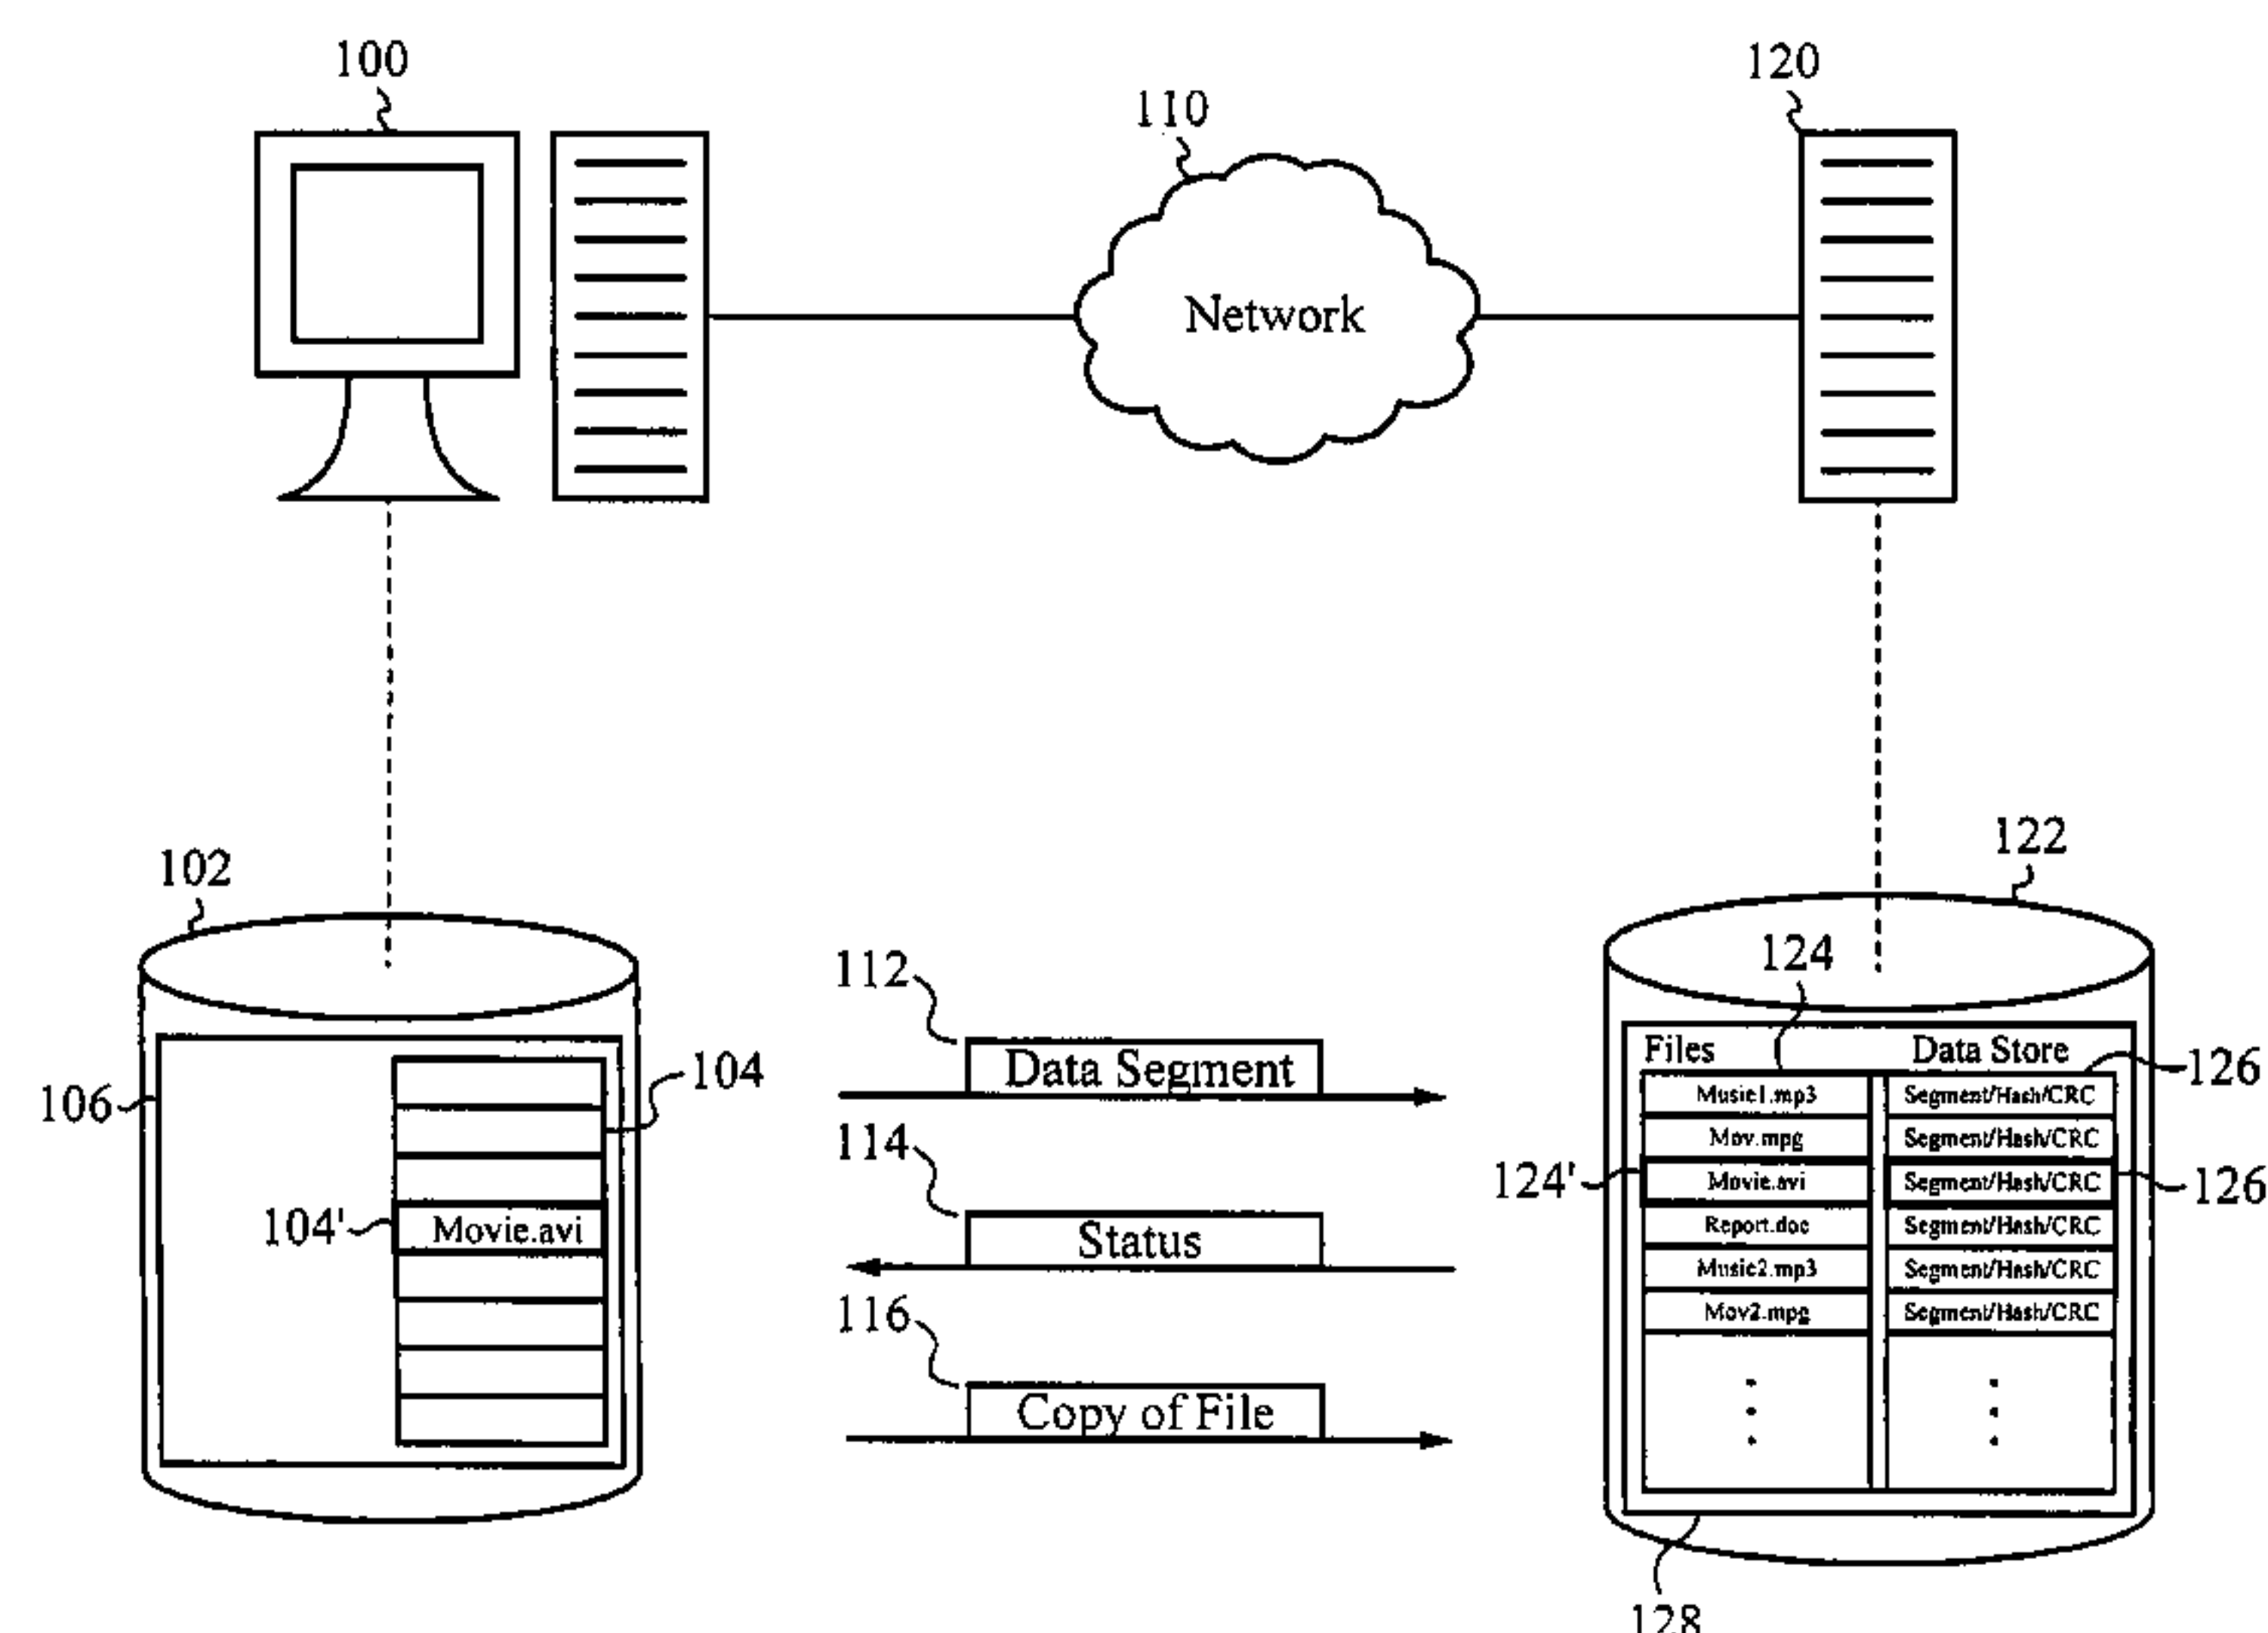 100
110
120
Network
102
122
124
112
Data Segment
106
104
Files
Data Store
126
Music1.mp3
Segment/Hash/CRC
114
Mov.mpg
Segment/Hash/CRC
124'
Movie.avi
Segment/Hash/CRC
126
104'
Movie.avi
Status
Report.doc
Segment/Hash/CRC
Music2.mp3
Segment/Hash/CRC
116
Mov2.mpg
Segment/Hash/CRC
Copy of File
128